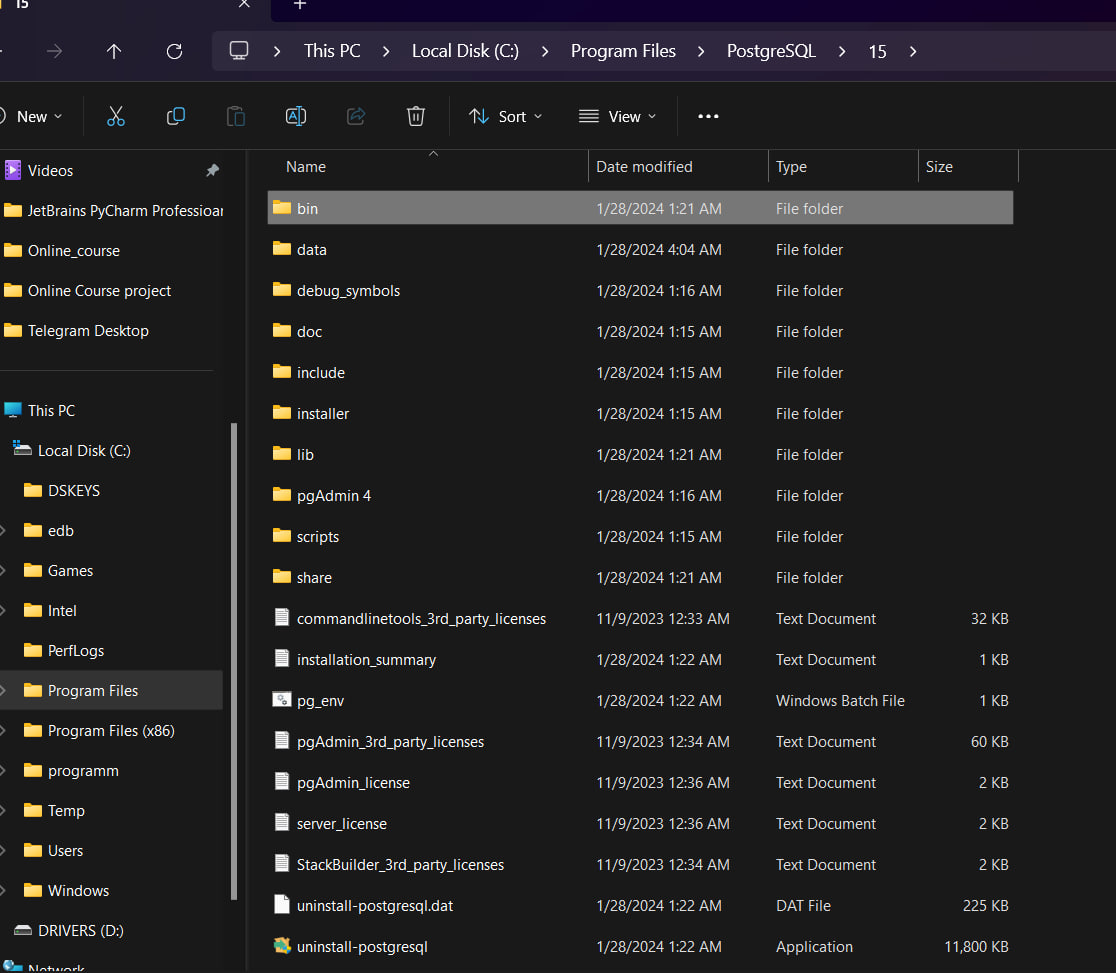 15
This PC Local Disk (C:) Program Files PostgreSQL 15
New Sort View
Name Date modified Type Size
Videos
JetBrains PyCharm Professional
Online_course
Online Course project
Telegram Desktop
This PC
Local Disk (C:)
DSKEYS
edb
Games
Intel
PerfLogs
Program Files
Program Files (x86)
programm
Temp
Users
Windows
DRIVERS (D:)
Network
bin 1/28/2024 1:21 AM File folder
data 1/28/2024 4:04 AM File folder
debug_symbols 1/28/2024 1:16 AM File folder
doc 1/28/2024 1:15 AM File folder
include 1/28/2024 1:15 AM File folder
installer 1/28/2024 1:15 AM File folder
lib 1/28/2024 1:21 AM File folder
pgAdmin 4 1/28/2024 1:16 AM File folder
scripts 1/28/2024 1:15 AM File folder
share 1/28/2024 1:21 AM File folder
commandlinetools_3rd_party_licenses 11/9/2023 12:33 AM Text Document 32 KB
installation_summary 1/28/2024 1:22 AM Text Document 1 KB
pg_env 1/28/2024 1:22 AM Windows Batch File 1 KB
pgAdmin_3rd_party_licenses 11/9/2023 12:34 AM Text Document 60 KB
pgAdmin_license 11/9/2023 12:36 AM Text Document 2 KB
server_license 11/9/2023 12:36 AM Text Document 2 KB
StackBuilder_3rd_party_licenses 11/9/2023 12:34 AM Text Document 2 KB
uninstall-postgresql.dat 1/28/2024 1:22 AM DAT File 225 KB
uninstall-postgresql 1/28/2024 1:22 AM Application 11,800 KB